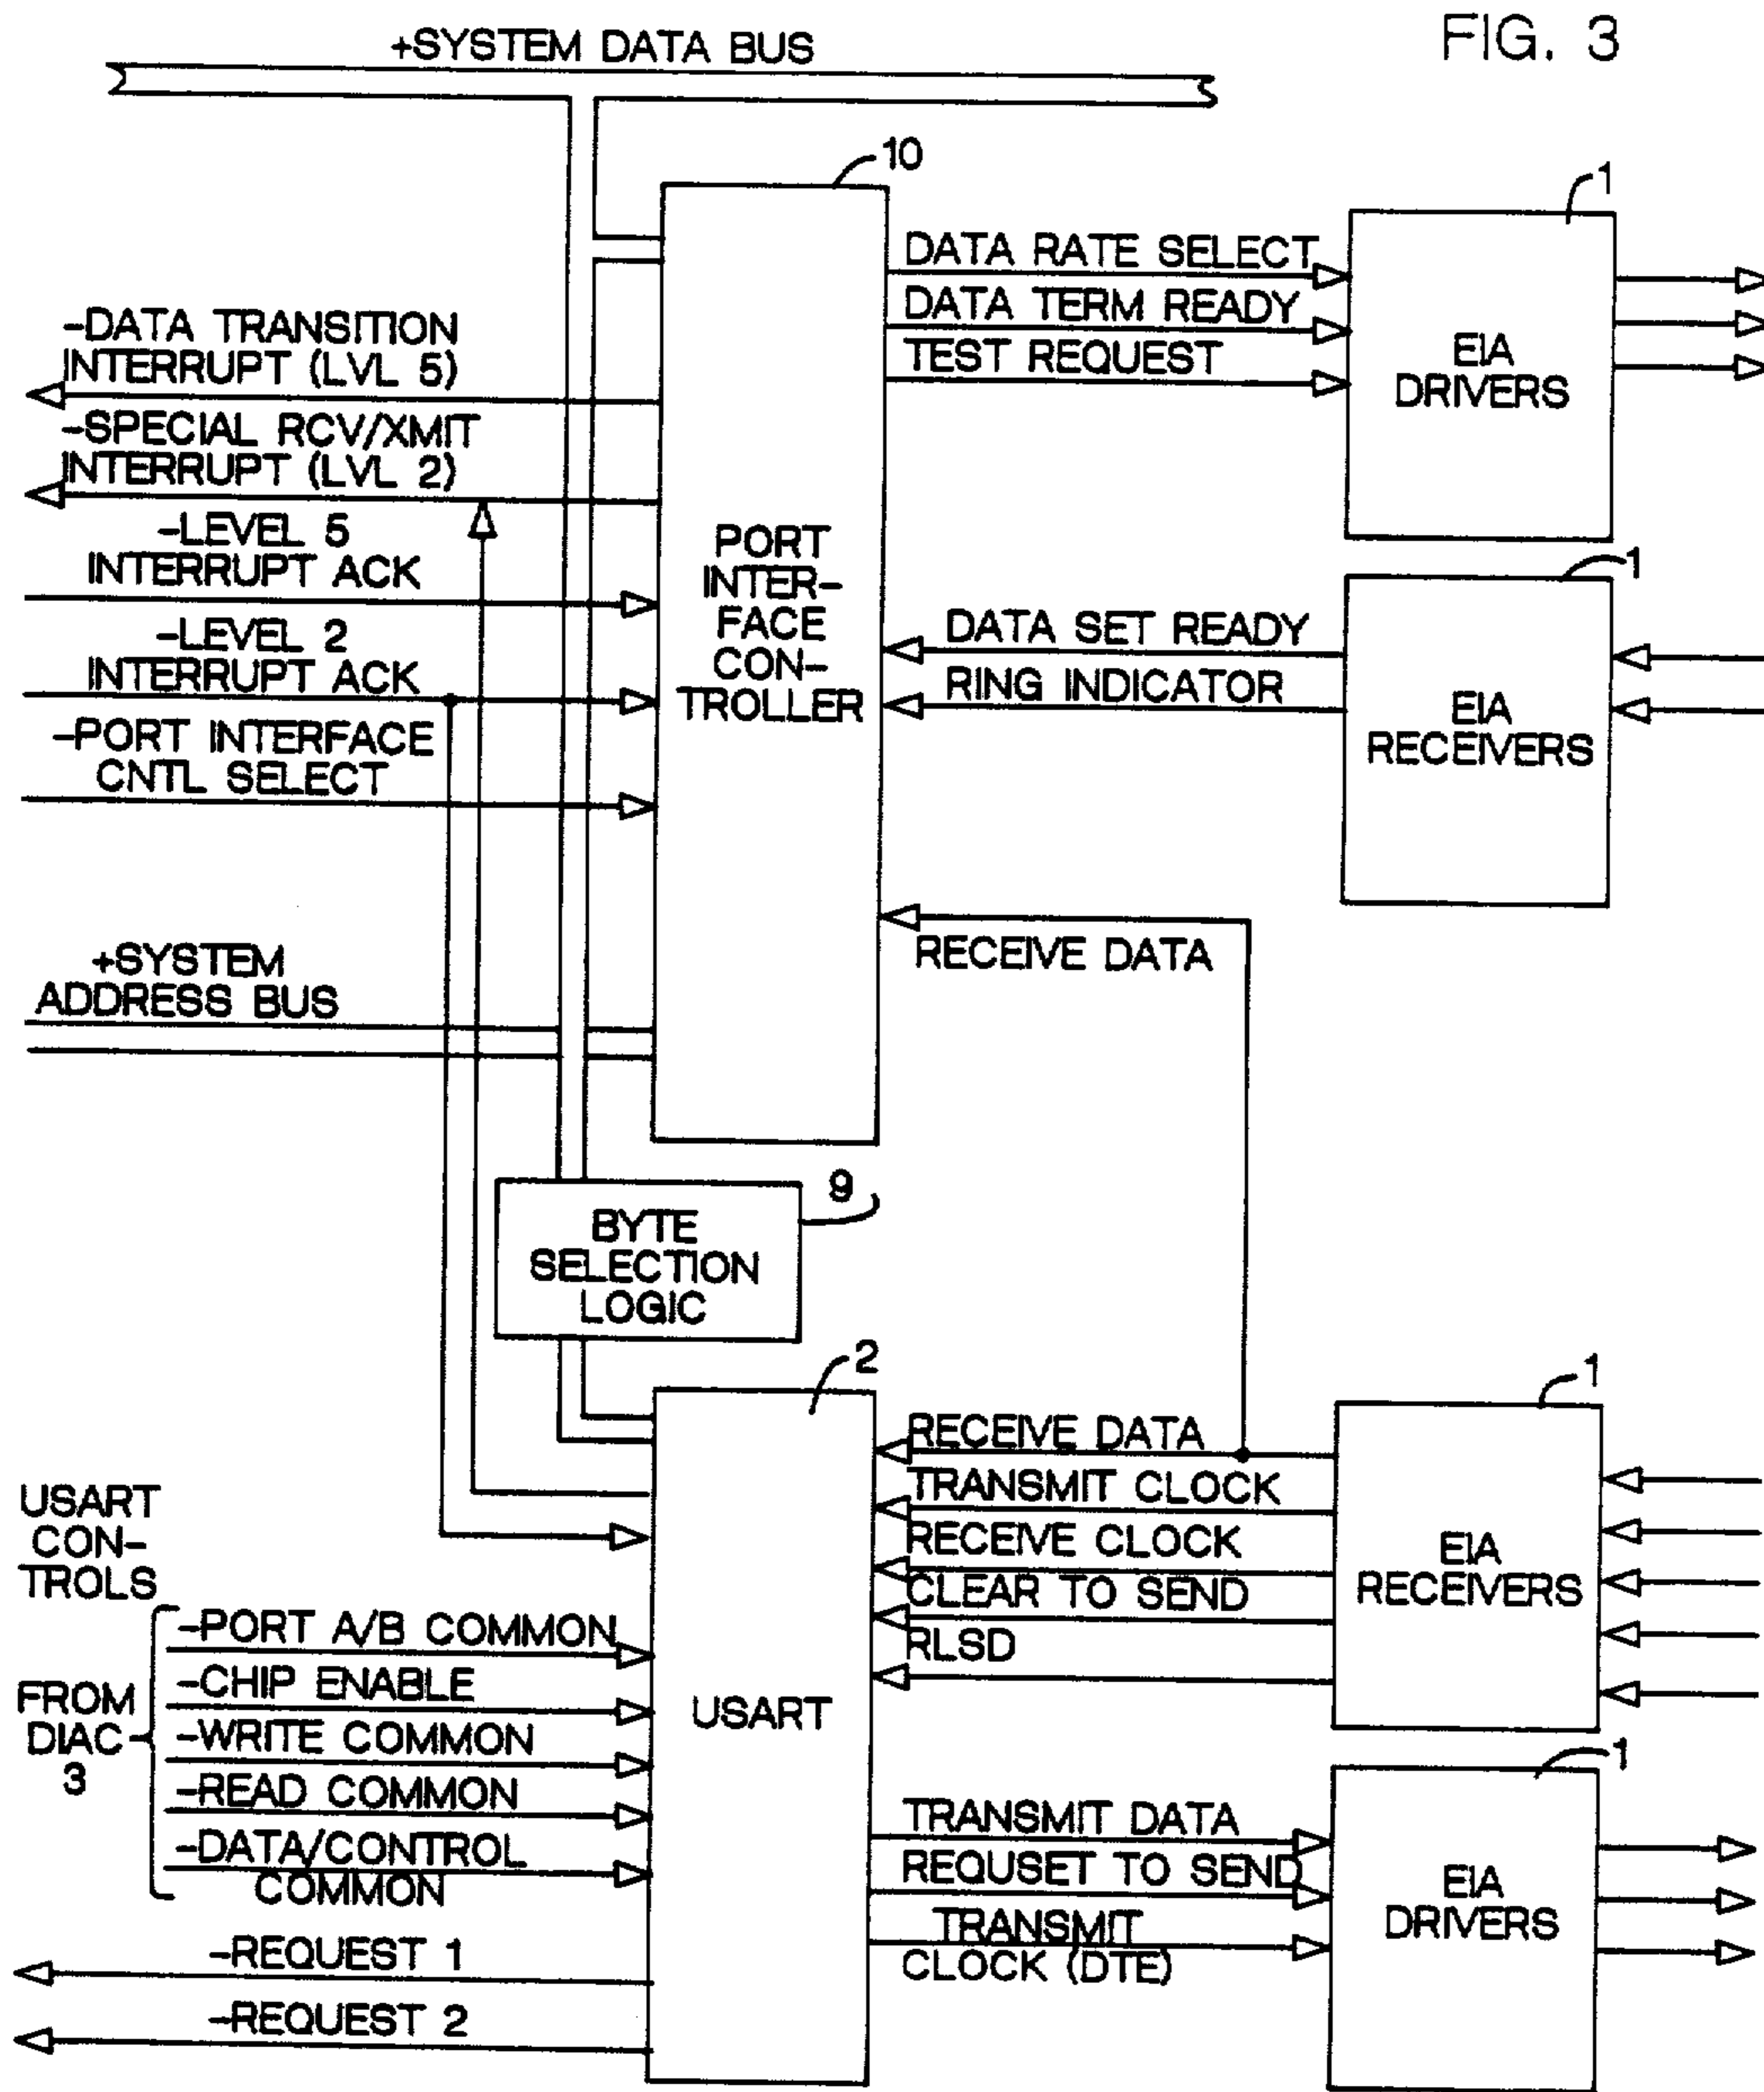 FIG. 3
+SYSTEM DATA BUS
10
1
DATA RATE SELECT
DATA TERM READY
TEST REQUEST
EIA
DRIVERS
-DATA TRANSITION
INTERRUPT (LVL 5)
-SPECIAL RCV/XMIT
INTERRUPT (LVL 2)
-LEVEL 5
INTERRUPT ACK
-LEVEL 2
INTERRUPT ACK
-PORT INTERFACE
CNTL SELECT
PORT
INTER-
FACE
CON-
TROLLER
1
DATA SET READY
RING INDICATOR
EIA
RECEIVERS
RECEIVE DATA
+SYSTEM
ADDRESS BUS
9
BYTE
SELECTION
LOGIC
2
1
RECEIVE DATA
TRANSMIT CLOCK
RECEIVE CLOCK
CLEAR TO SEND
RLSD
EIA
RECEIVERS
USART
CON-
TROLS
FROM
DIAC
3
-PORT A/B COMMON
-CHIP ENABLE
-WRITE COMMON
-READ COMMON
-DATA/CONTROL
COMMON
USART
1
TRANSMIT DATA
REQUSET TO SEND
TRANSMIT
CLOCK (DTE)
EIA
DRIVERS
-REQUEST 1
-REQUEST 2